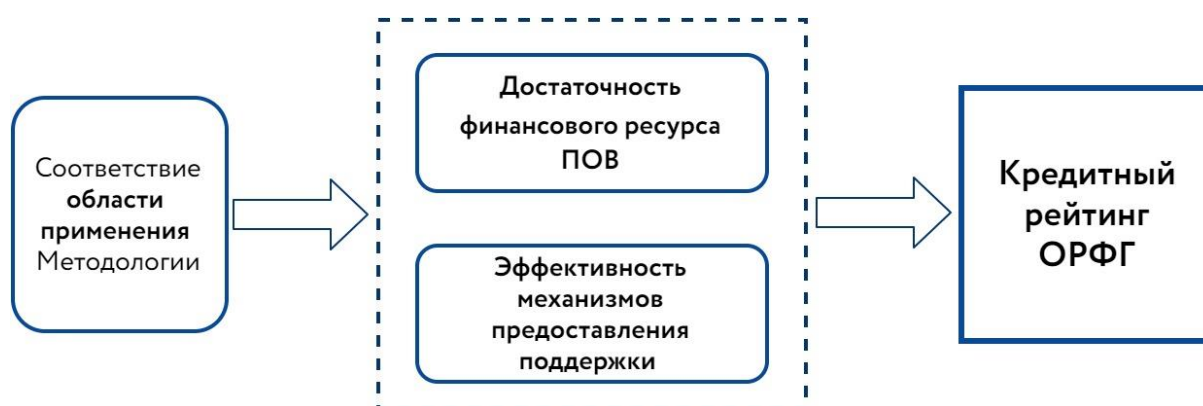 Соответствие
области
применения
Методологии
Достаточность
финансового ресурса
ПОВ
Эффективность
механизмов
предоставления
поддержки
Кредитный
рейтинг
ОРФГ